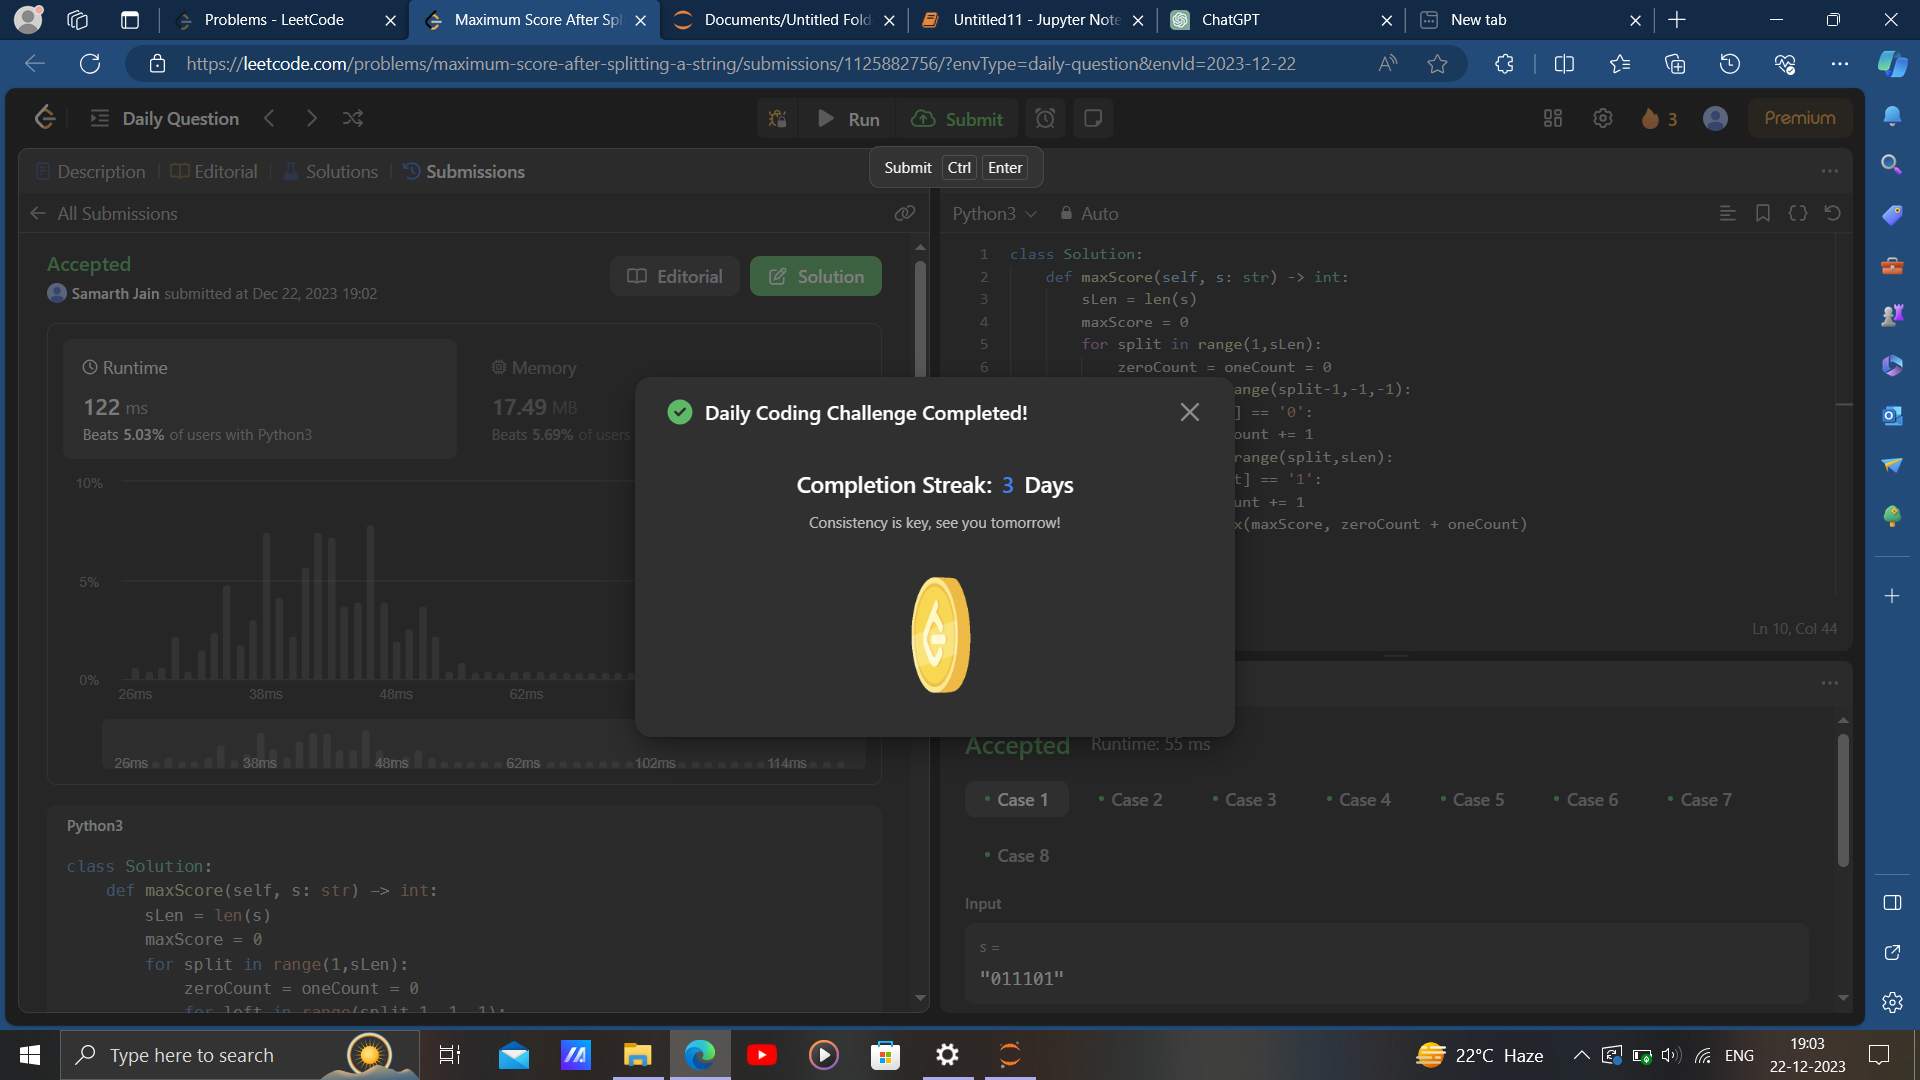 Problems - LeetCode
Maximum Score After Spl
Documents/Untitled Fold
Untitled11 - Jupyter Note
ChatGPT
New tab
https://leetcode.com/problems/maximum-score-after-splitting-a-string/submissions/1125882756/?envType=daily-question&envId=2023-12-22
Daily Question
Run
Submit
3
Premium
Submit Ctrl Enter
Description
Editorial
Solutions
Submissions
All Submissions
Accepted
Samarth Jain submitted at Dec 22, 2023 19:02
Editorial
Solution
Runtime
122 ms
Beats 5.03% of users with Python3
Memory
17.49 MB
Beats 5.69% of users
10%
5%
0%
26ms 38ms 48ms 62ms
26ms 38ms 48ms 62ms 102ms 114ms
Python3
class Solution:
def maxScore(self, s: str) -> int:
sLen = len(s)
maxScore = 0
for split in range(1,sLen):
zeroCount = oneCount = 0
for left in range(split-1,-1,-1):
Python3
Auto
1 class Solution:
2 def maxScore(self, s: str) -> int:
3 sLen = len(s)
4 maxScore = 0
5 for split in range(1,sLen):
6 zeroCount = oneCount = 0
ange(split-1,-1,-1):
] == '0':
ount += 1
range(split,sLen):
t] == '1':
unt += 1
x(maxScore, zeroCount + oneCount)
Ln 10, Col 44
Daily Coding Challenge Completed!
Completion Streak: 3 Days
Consistency is key, see you tomorrow!
Accepted Runtime: 55 ms
Case 1
Case 2
Case 3
Case 4
Case 5
Case 6
Case 7
Case 8
Input
s =
"011101"
Type here to search
22°C Haze
ENG
19:03
22-12-2023